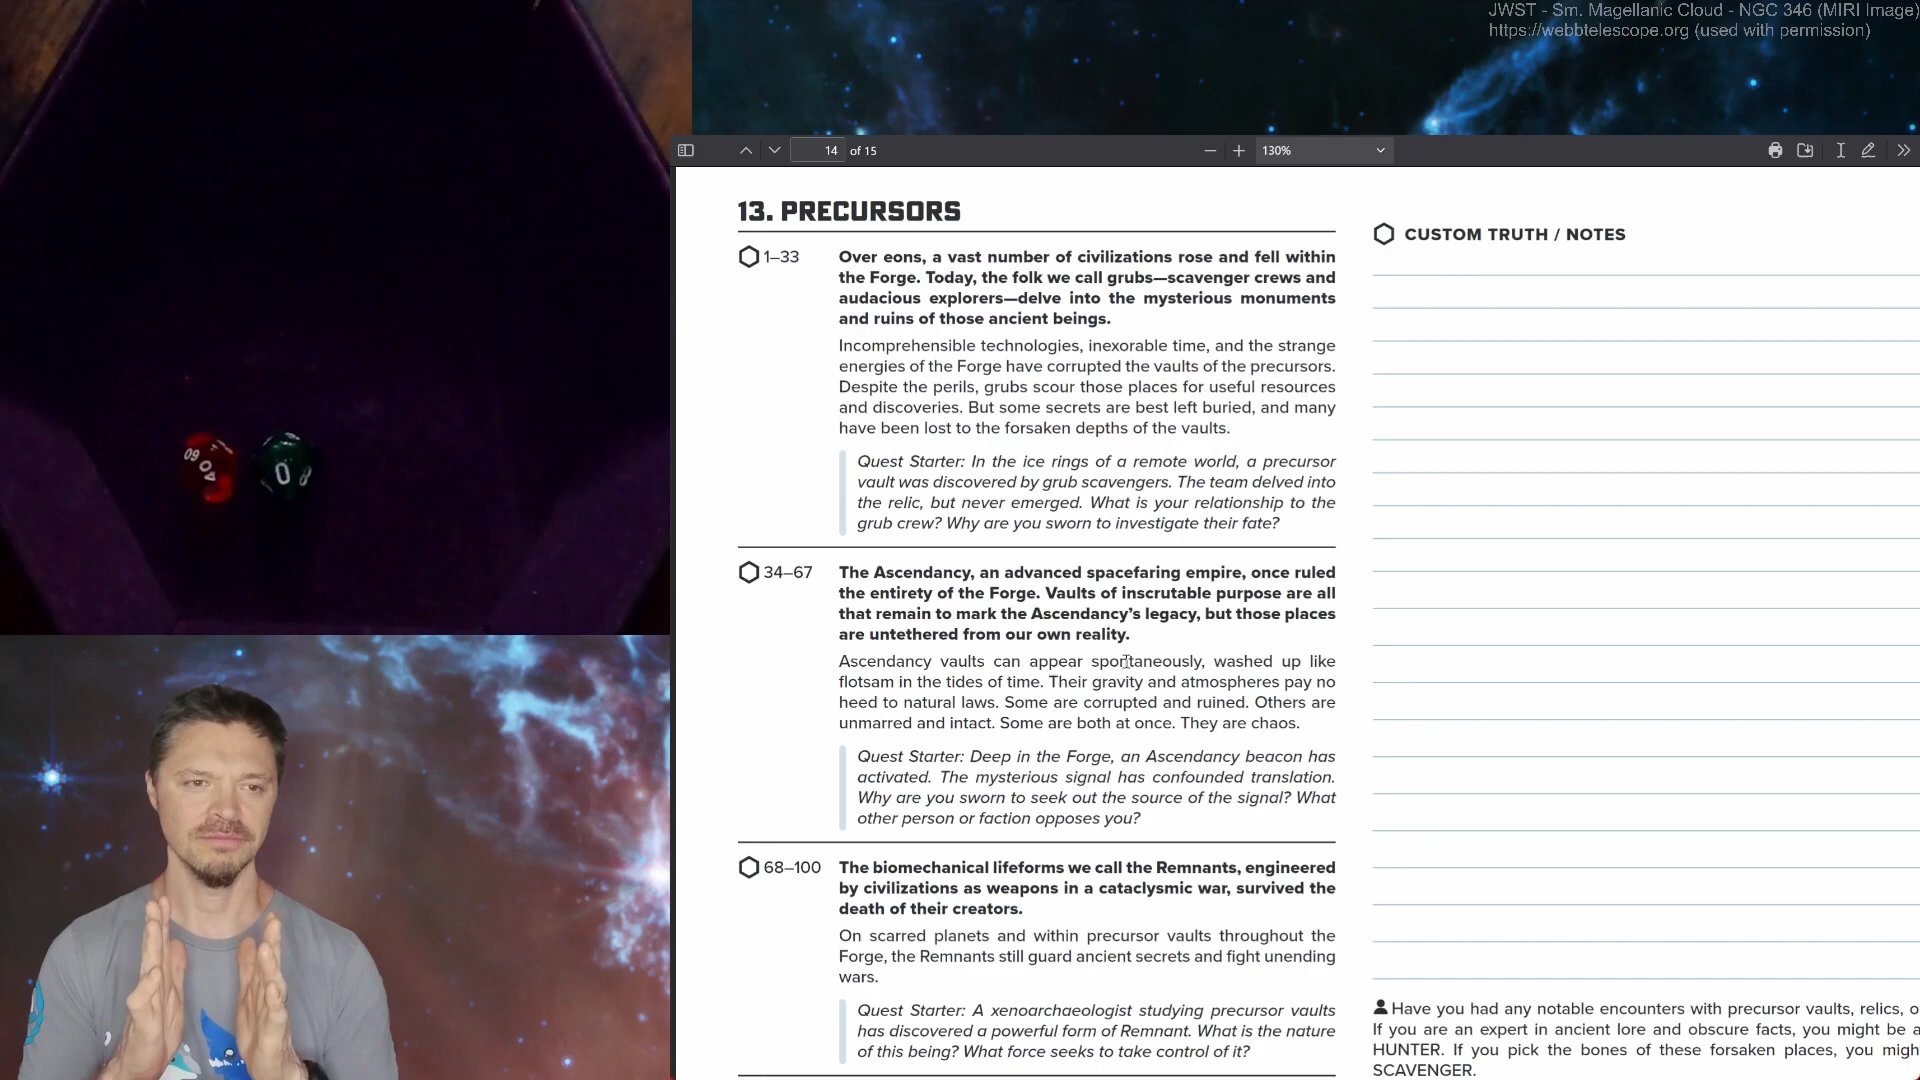 JWST - Sm. Magellanic Cloud - NGC 346 (MIRI Image)
https://webbtelescope.org (used with permission)
14 of 15
130%
13. PRECURSORS
1–33
Over eons, a vast number of civilizations rose and fell within
the Forge. Today, the folk we call grubs—scavenger crews and
audacious explorers—delve into the mysterious monuments
and ruins of those ancient beings.
Incomprehensible technologies, inexorable time, and the strange
energies of the Forge have corrupted the vaults of the precursors.
Despite the perils, grubs scour those places for useful resources
and discoveries. But some secrets are best left buried, and many
have been lost to the forsaken depths of the vaults.
Quest Starter: In the ice rings of a remote world, a precursor
vault was discovered by grub scavengers. The team delved into
the relic, but never emerged. What is your relationship to the
grub crew? Why are you sworn to investigate their fate?
34–67
The Ascendancy, an advanced spacefaring empire, once ruled
the entirety of the Forge. Vaults of inscrutable purpose are all
that remain to mark the Ascendancy’s legacy, but those places
are untethered from our own reality.
Ascendancy vaults can appear spontaneously, washed up like
flotsam in the tides of time. Their gravity and atmospheres pay no
heed to natural laws. Some are corrupted and ruined. Others are
unmarred and intact. Some are both at once. They are chaos.
Quest Starter: Deep in the Forge, an Ascendancy beacon has
activated. The mysterious signal has confounded translation.
Why are you sworn to seek out the source of the signal? What
other person or faction opposes you?
68–100
The biomechanical lifeforms we call the Remnants, engineered
by civilizations as weapons in a cataclysmic war, survived the
death of their creators.
On scarred planets and within precursor vaults throughout the
Forge, the Remnants still guard ancient secrets and fight unending
wars.
Quest Starter: A xenoarchaeologist studying precursor vaults
has discovered a powerful form of Remnant. What is the nature
of this being? What force seeks to take control of it?
CUSTOM TRUTH / NOTES
Have you had any notable encounters with precursor vaults, relics, o
If you are an expert in ancient lore and obscure facts, you might be a
HUNTER. If you pick the bones of these forsaken places, you migh
SCAVENGER.
60 40
0 8